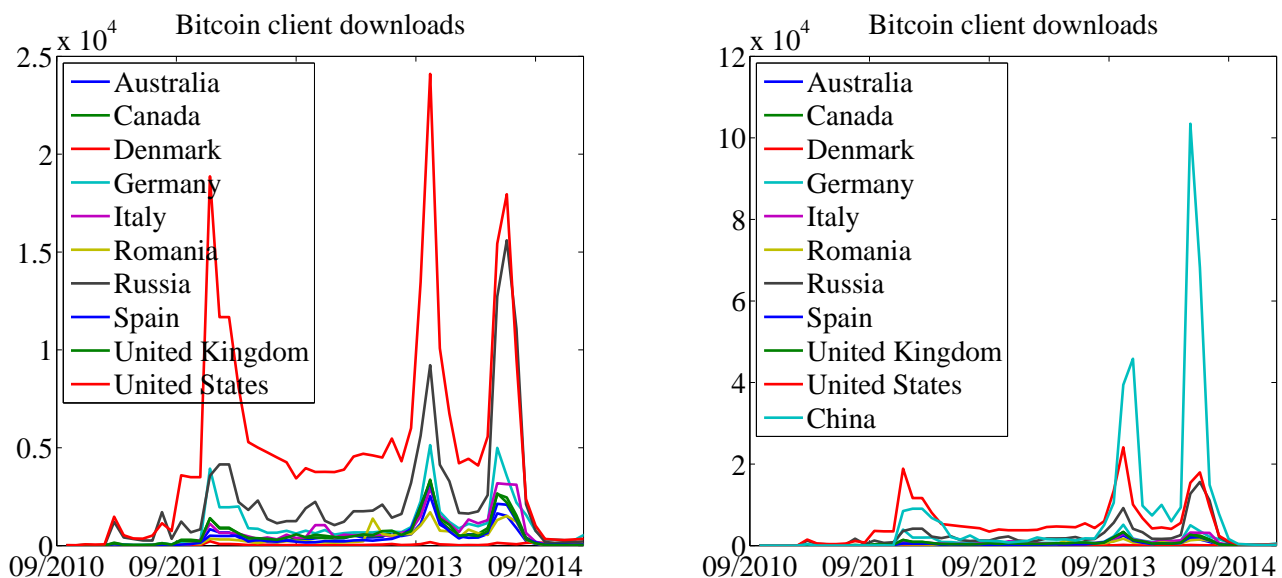 Bitcoin client downloads
x 10^4
2.5
2
1.5
1
0.5
0
09/2010 09/2011 09/2012 09/2013 09/2014
Australia
Canada
Denmark
Germany
Italy
Romania
Russia
Spain
United Kingdom
United States
Bitcoin client downloads
x 10^4
12
10
8
6
4
2
0
09/2010 09/2011 09/2012 09/2013 09/2014
Australia
Canada
Denmark
Germany
Italy
Romania
Russia
Spain
United Kingdom
United States
China